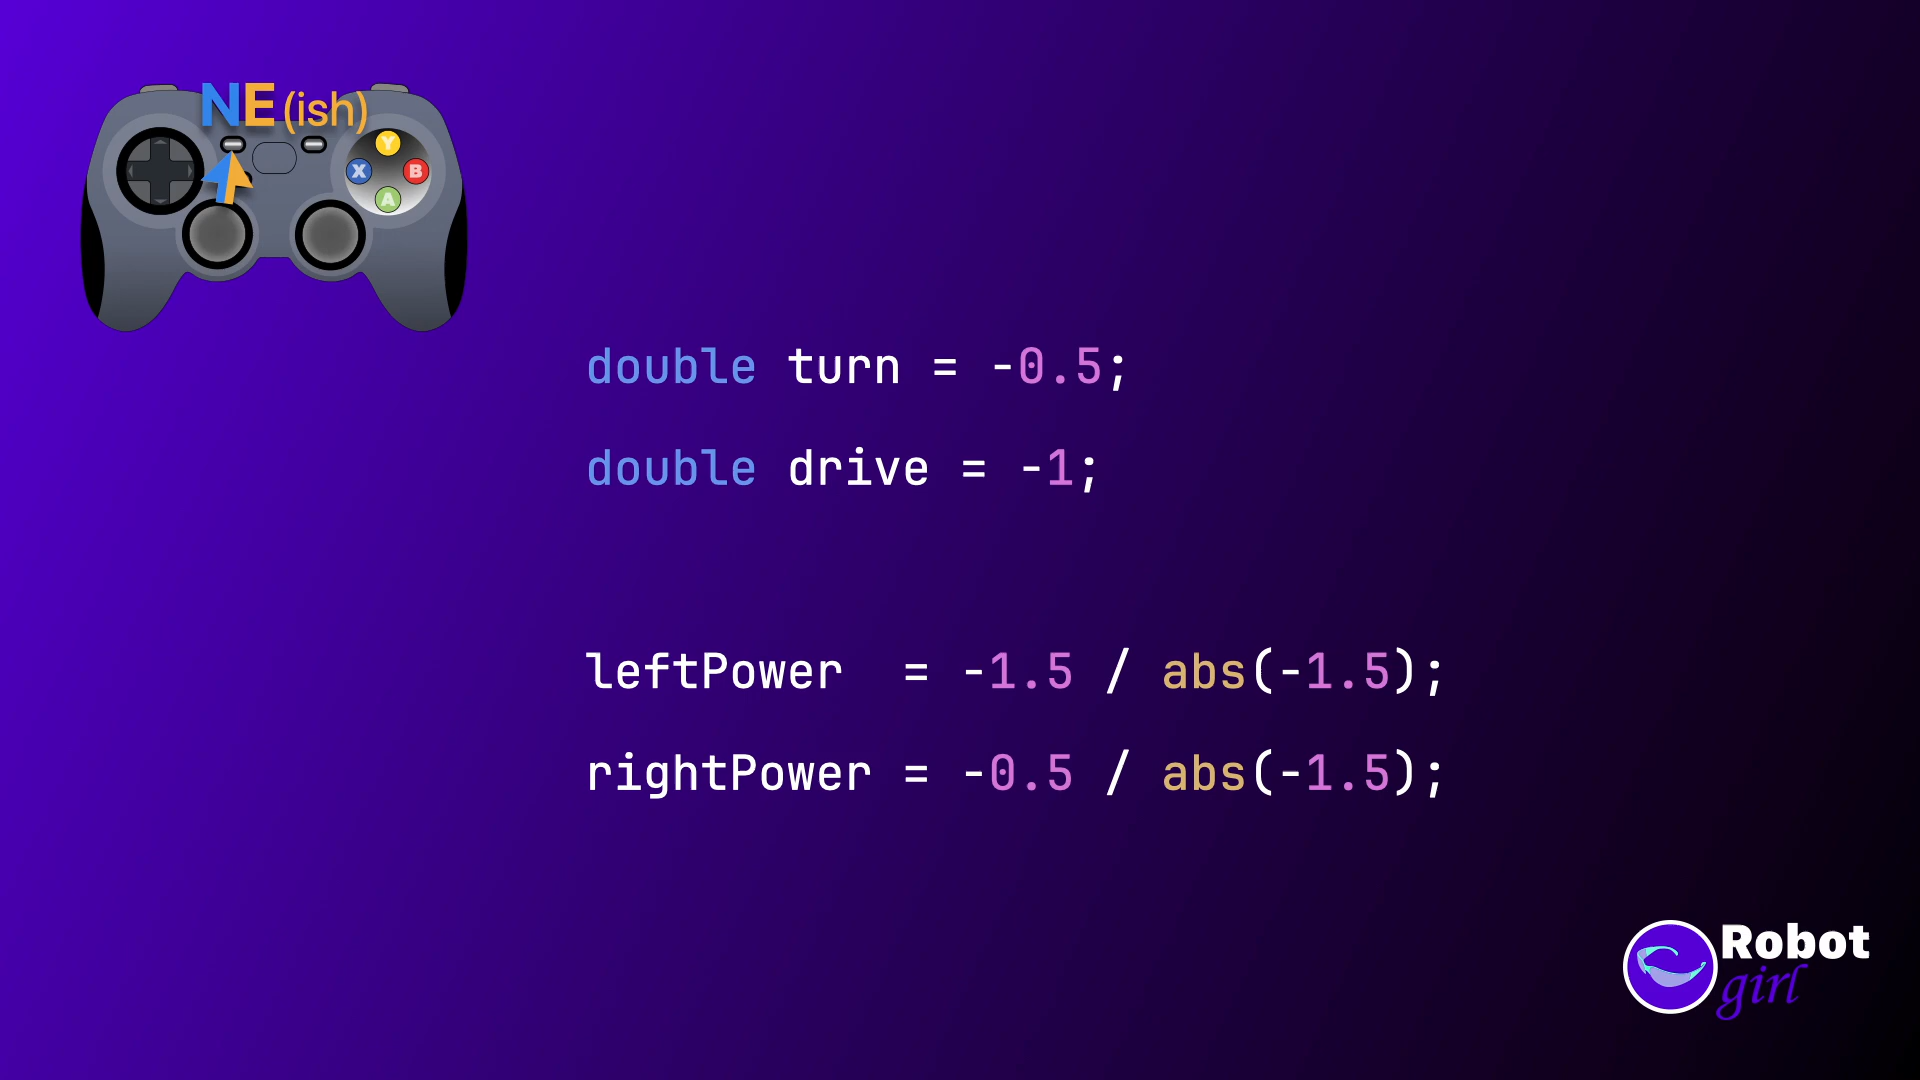 NE (ish)
Y
X
B
A
double turn = -0.5;
double drive = -1;
leftPower  = -1.5 / abs(-1.5);
rightPower = -0.5 / abs(-1.5);
Robot
girl